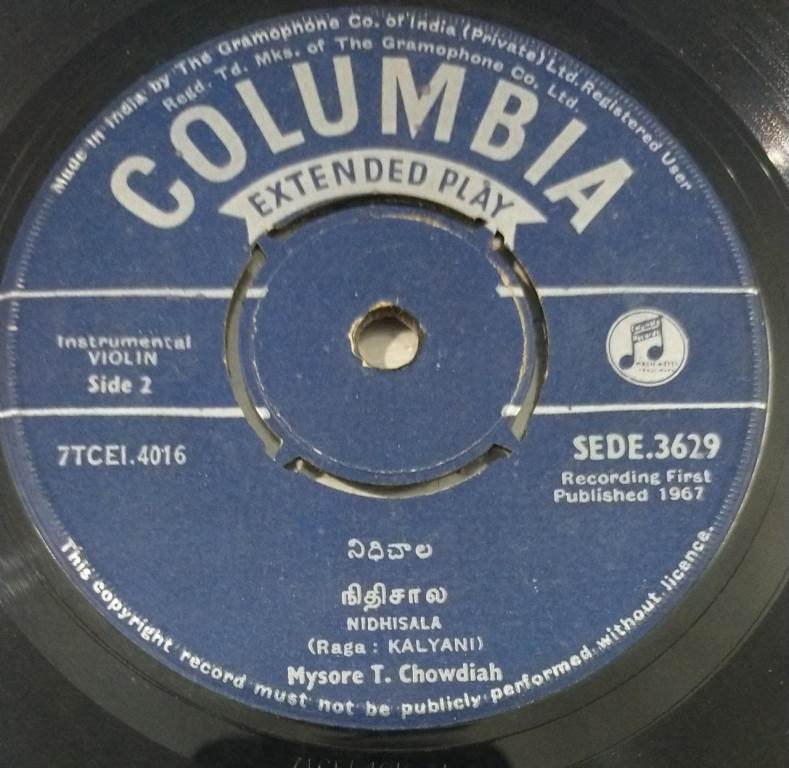 Made in India by The Gramophone Co. of India (Private) Ltd. Registered User
Regd. Td. Mks. of The Gramophone Co. Ltd.
COLUMBIA
EXTENDED PLAY
Instrumental
VIOLIN
Side 2
7TCEI.4016
SEDE.3629
Recording First
Published 1967
నిధిచాల
நிதிசால
NIDHISALA
(Raga : KALYANI)
Mysore T. Chowdiah
This copyright record must not be publicly performed without licence.